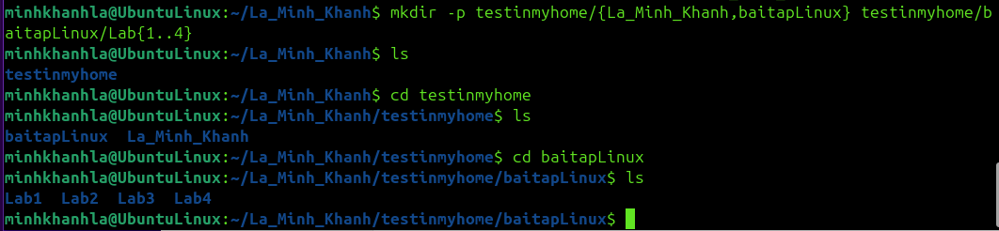 minhkhanhla@UbuntuLinux:~/La_Minh_Khanh$ mkdir -p testinmyhome/{La_Minh_Khanh,baitapLinux} testinmyhome/b
aitapLinux/Lab{1..4}
minhkhanhla@UbuntuLinux:~/La_Minh_Khanh$ ls
testinmyhome
minhkhanhla@UbuntuLinux:~/La_Minh_Khanh$ cd testinmyhome
minhkhanhla@UbuntuLinux:~/La_Minh_Khanh/testinmyhome$ ls
baitapLinux  La_Minh_Khanh
minhkhanhla@UbuntuLinux:~/La_Minh_Khanh/testinmyhome$ cd baitapLinux
minhkhanhla@UbuntuLinux:~/La_Minh_Khanh/testinmyhome/baitapLinux$ ls
Lab1  Lab2  Lab3  Lab4
minhkhanhla@UbuntuLinux:~/La_Minh_Khanh/testinmyhome/baitapLinux$